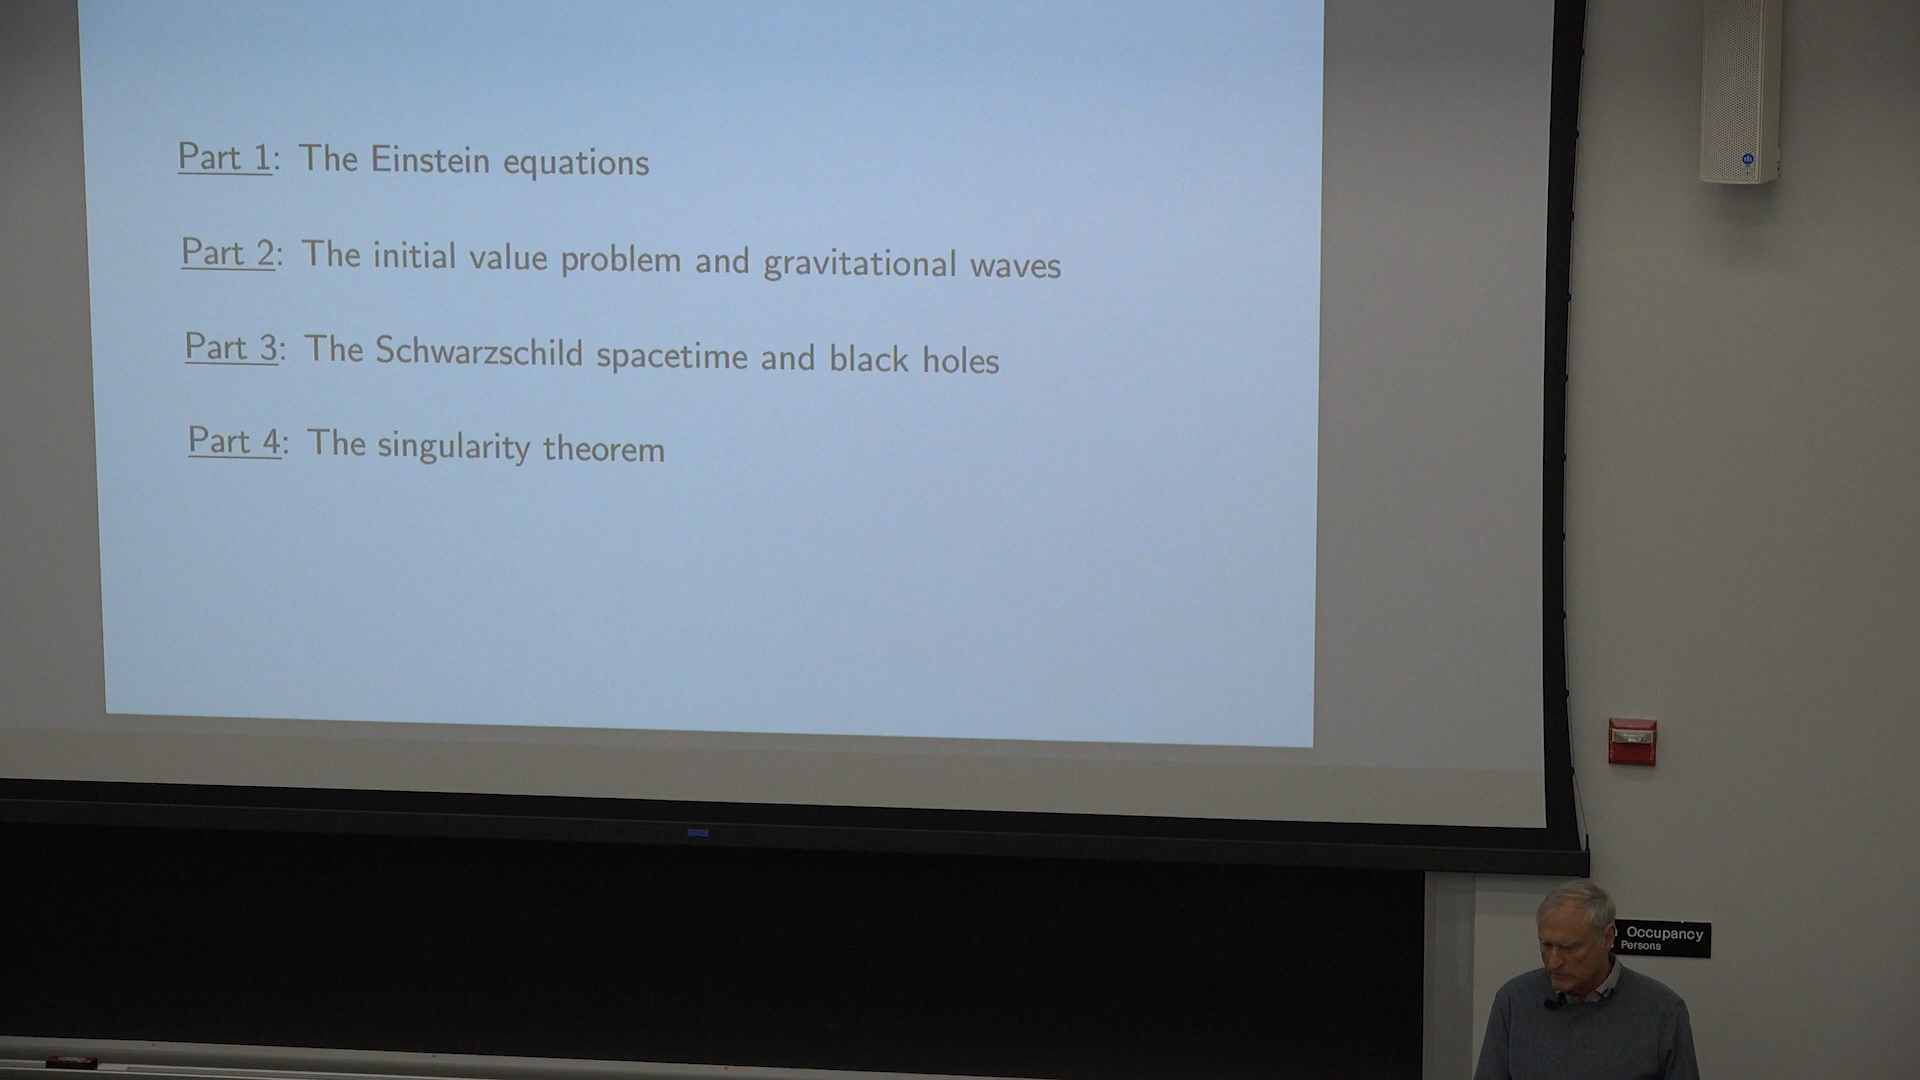 Part 1: The Einstein equations
Part 2: The initial value problem and gravitational waves
Part 3: The Schwarzschild spacetime and black holes
Part 4: The singularity theorem
Occupancy
Persons